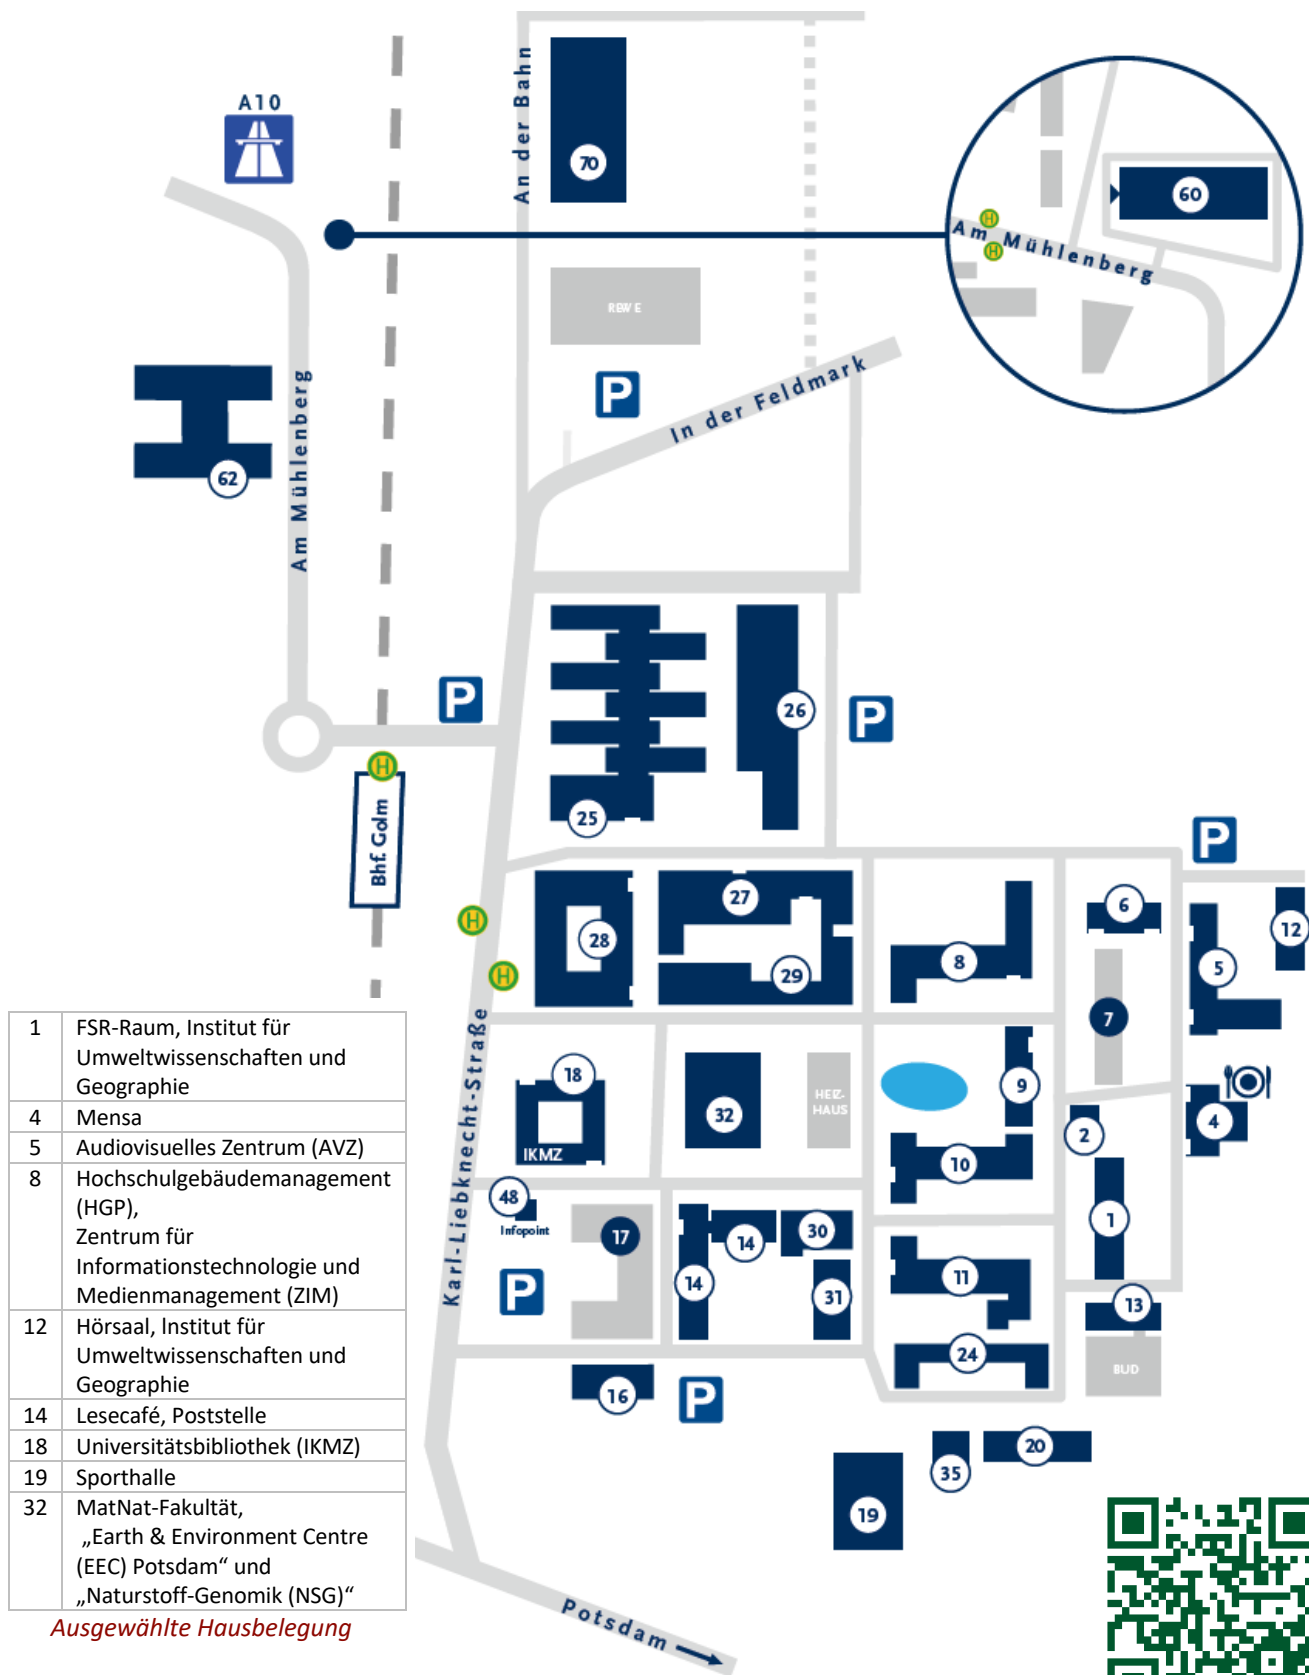 A10
An der Bahn
70
60
Am Mühlenberg
H
H
REWE
P
In der Feldmark
Am Mühlenberg
62
P
26
P
H
Bhf. Golm
25
P
H
H
28
27
29
8
6
7
5
12
Karl-Liebknecht-Straße
18
IKMZ
32
HEIZ-
HAUS
9
10
2
4
1
48
Infopoint
17
P
14
14
30
31
11
24
13
BUD
16
P
19
35
20
Potsdam
1 FSR-Raum, Institut für
Umweltwissenschaften und
Geographie
4 Mensa
5 Audiovisuelles Zentrum (AVZ)
8 Hochschulgebäudemanagement
(HGP),
Zentrum für
Informationstechnologie und
Medienmanagement (ZIM)
12 Hörsaal, Institut für
Umweltwissenschaften und
Geographie
14 Lesecafé, Poststelle
18 Universitätsbibliothek (IKMZ)
19 Sporthalle
32 MatNat-Fakultät,
„Earth & Environment Centre
(EEC) Potsdam“ und
„Naturstoff-Genomik (NSG)“
Ausgewählte Hausbelegung